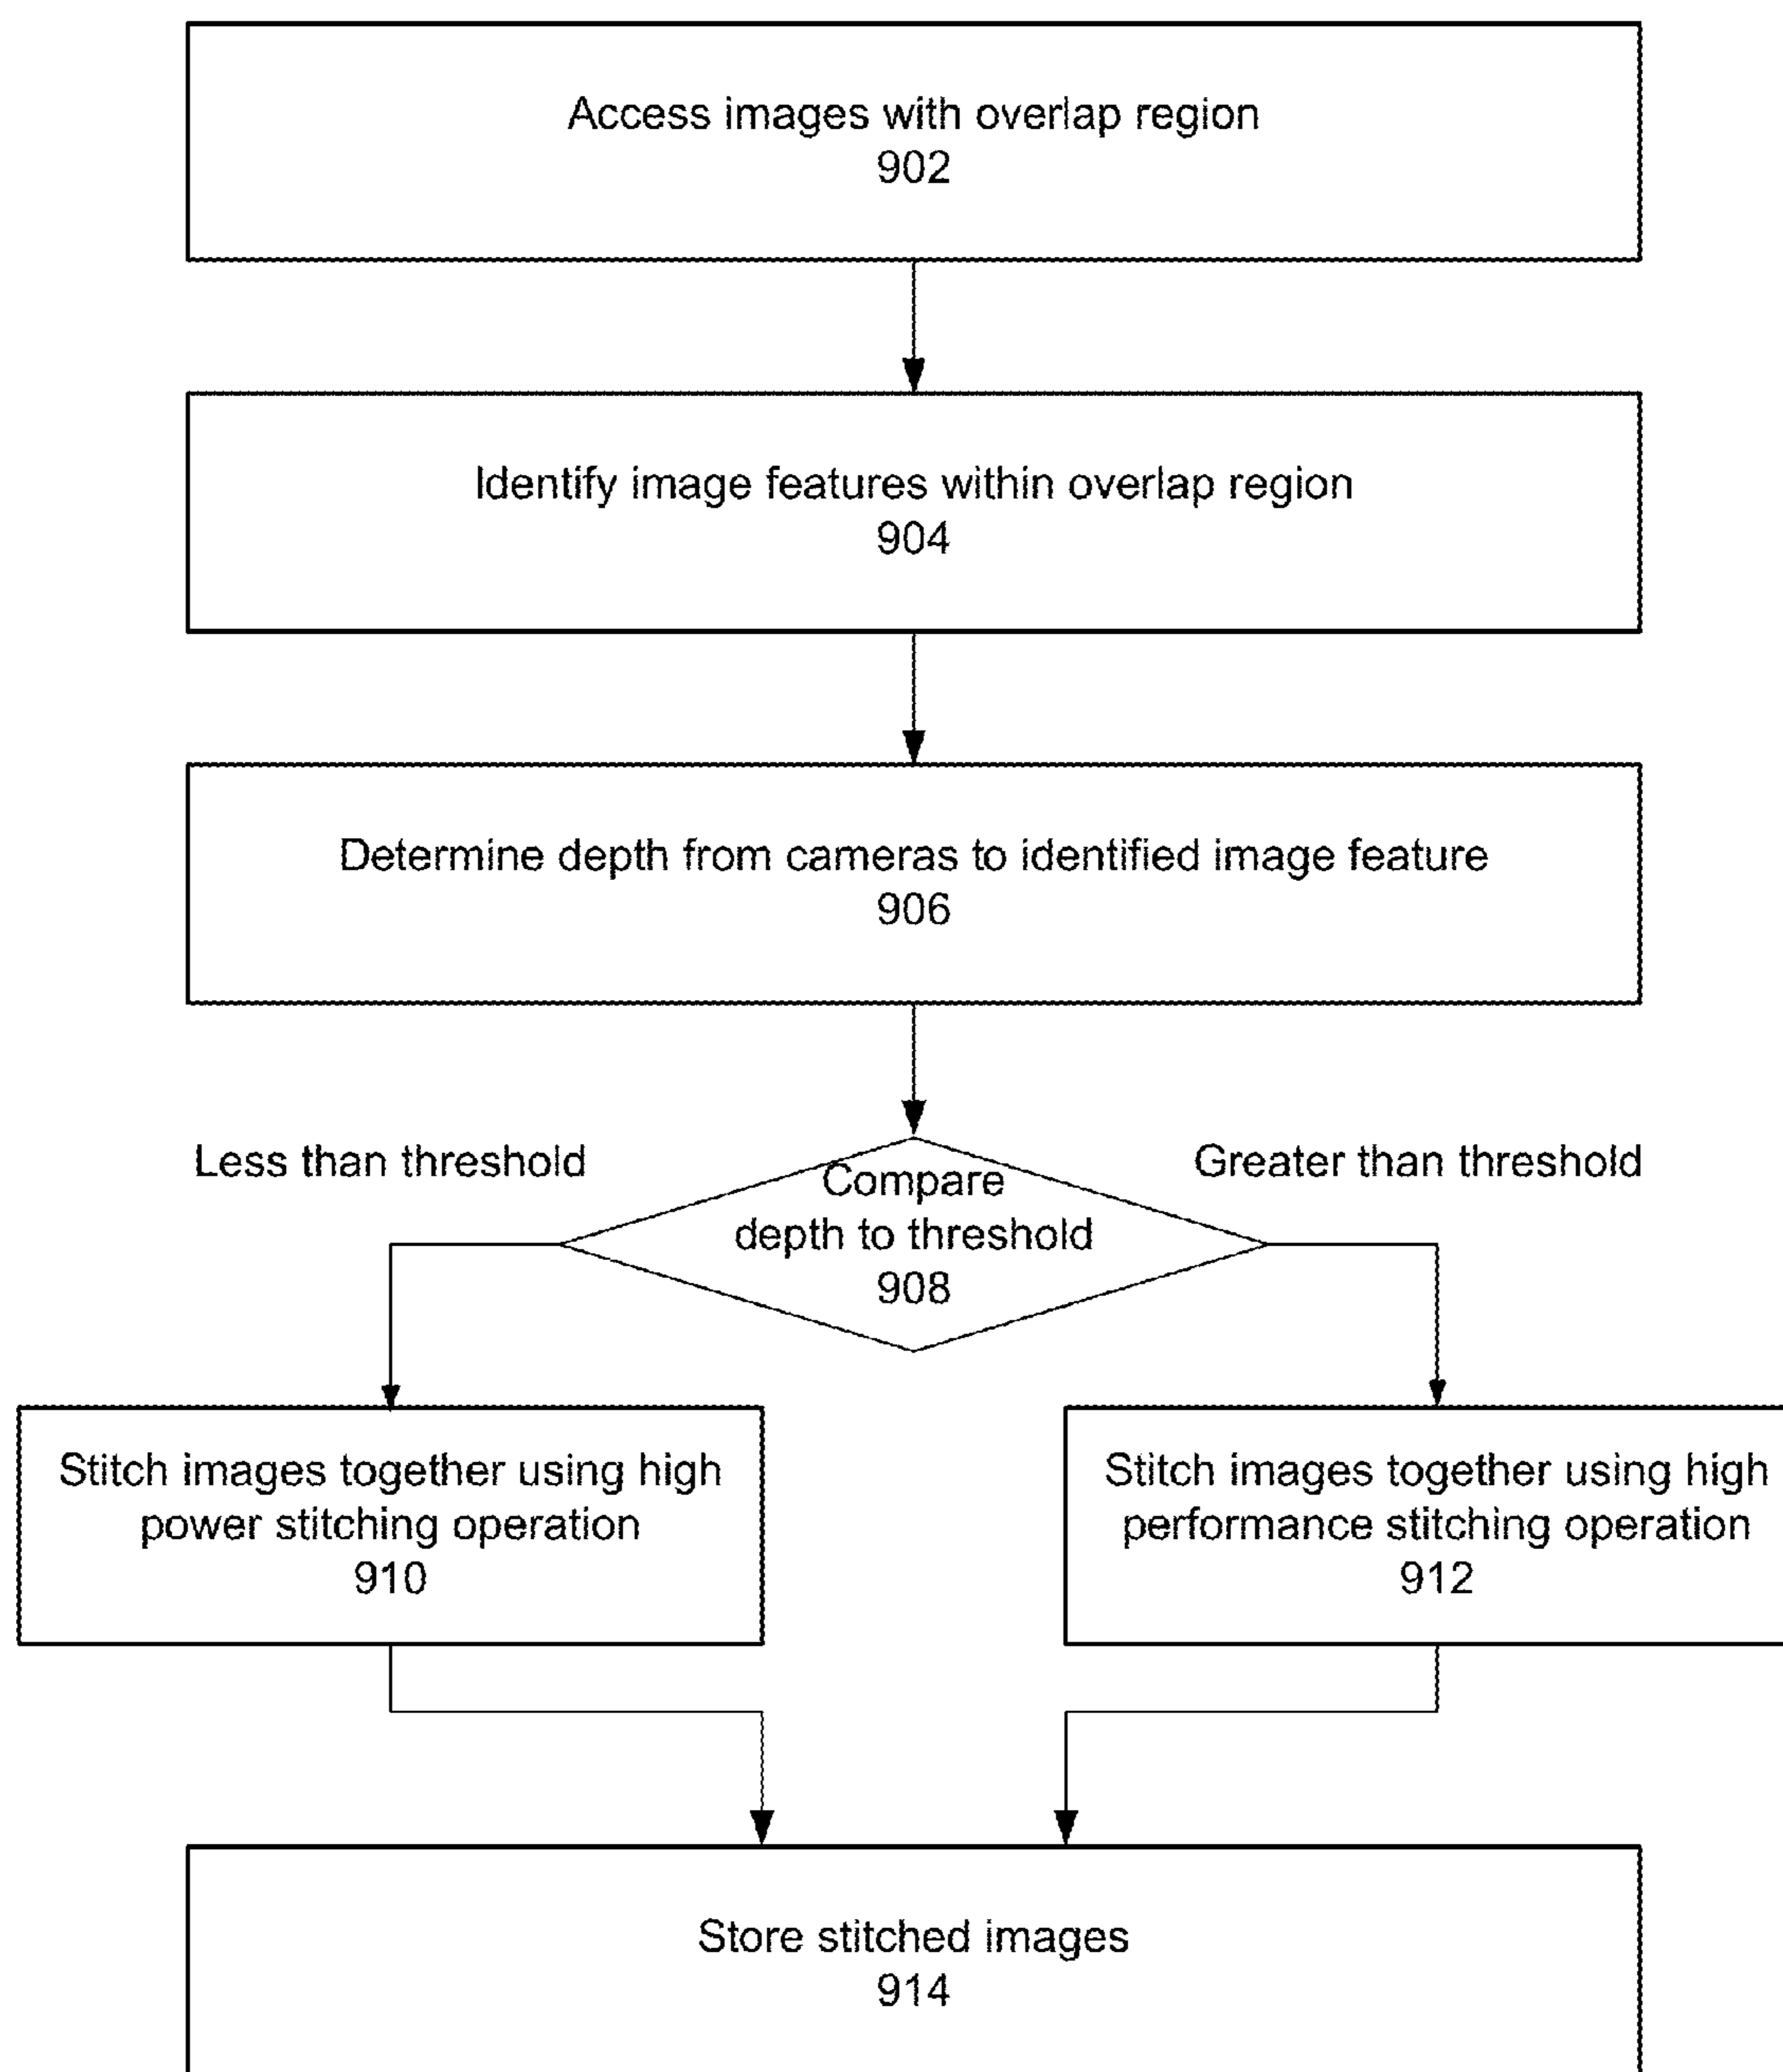 Access images with overlap region
902
Identify image features within overlap region
904
Determine depth from cameras to identified image feature
906
Less than threshold
Greater than threshold
Compare
depth to threshold
908
Stitch images together using high
power stitching operation
910
Stitch images together using high
performance stitching operation
912
Store stitched images
914